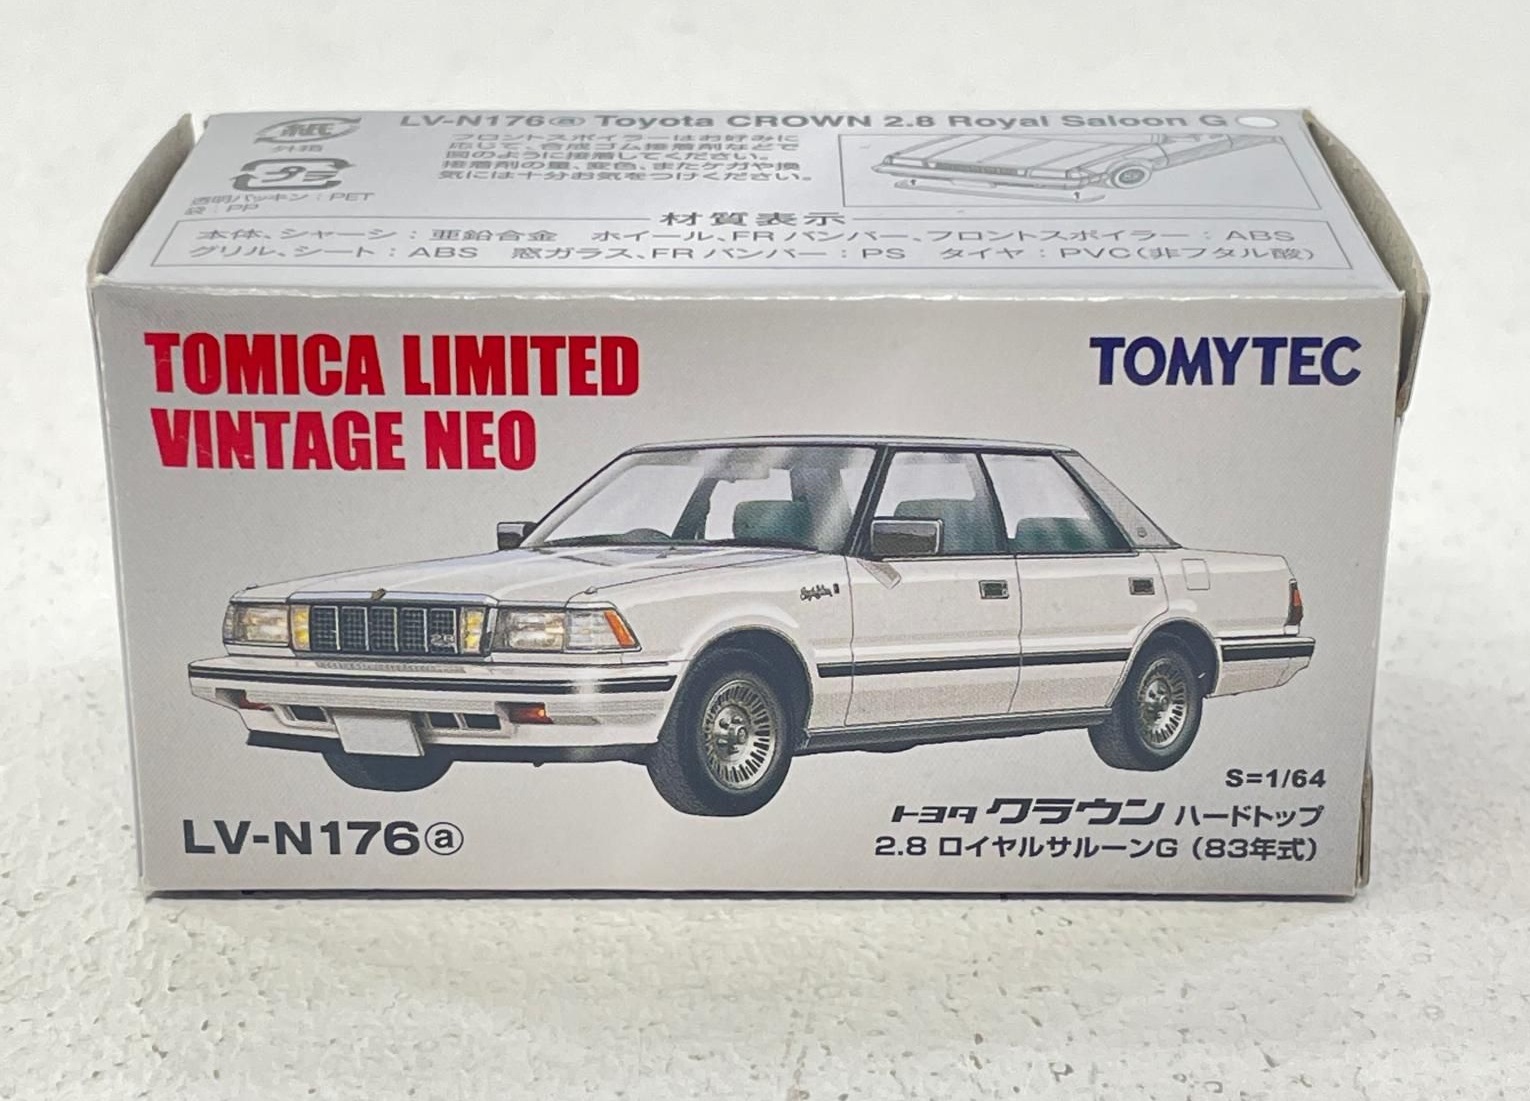 LV-N176ⓐ Toyota CROWN 2.8 Royal Saloon G
紙
外箱
プラ
透明パッキン：PET
袋：PP
フロントスポイラーはお好みに
応じて、合成ゴム接着剤などで
図のように接着してください。
接着剤の量、変色、またケガや換
気には十分お気をつけください。
材質表示
本体、シャーシ：亜鉛合金 ホイール、FRバンパー、フロントスポイラー：ABS
グリル、シート：ABS 窓ガラス、FRバンパー：PS タイヤ：PVC（非フタル酸）
TOMICA LIMITED
VINTAGE NEO
TOMYTEC
2.8
S=1/64
LV-N176ⓐ
トヨタ クラウン ハードトップ
2.8 ロイヤルサルーンG（83年式）